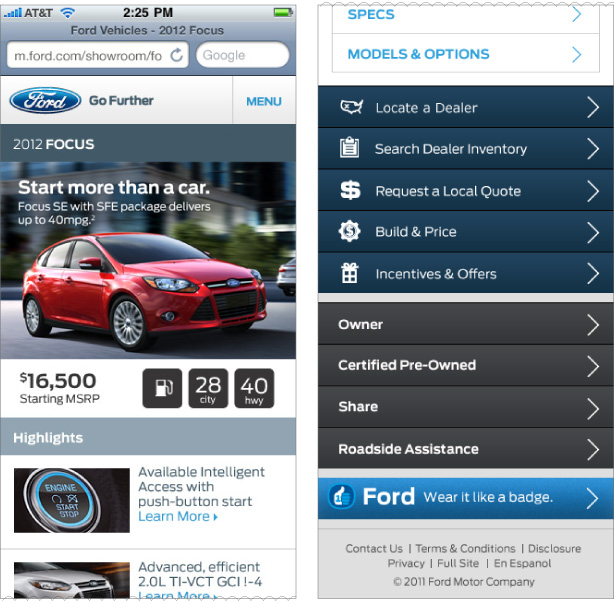 AT&T
2:25 PM
Ford Vehicles - 2012 Focus
m.ford.com/showroom/fo
Google
Ford
Go Further
MENU
2012 FOCUS
Start more than a car.
Focus SE with SFE package delivers
up to 40mpg.²
$16,500
Starting MSRP
28
city
40
hwy
Highlights
ENGINE
START
STOP
Available Intelligent
Access with
push-button start
Learn More
Advanced, efficient
2.0L TI-VCT GCI !-4
Learn More
SPECS
MODELS & OPTIONS
Locate a Dealer
Search Dealer Inventory
Request a Local Quote
Build & Price
Incentives & Offers
Owner
Certified Pre-Owned
Share
Roadside Assistance
Ford Wear it like a badge.
Contact Us | Terms & Conditions | Disclosure
Privacy | Full Site | En Espanol
© 2011 Ford Motor Company